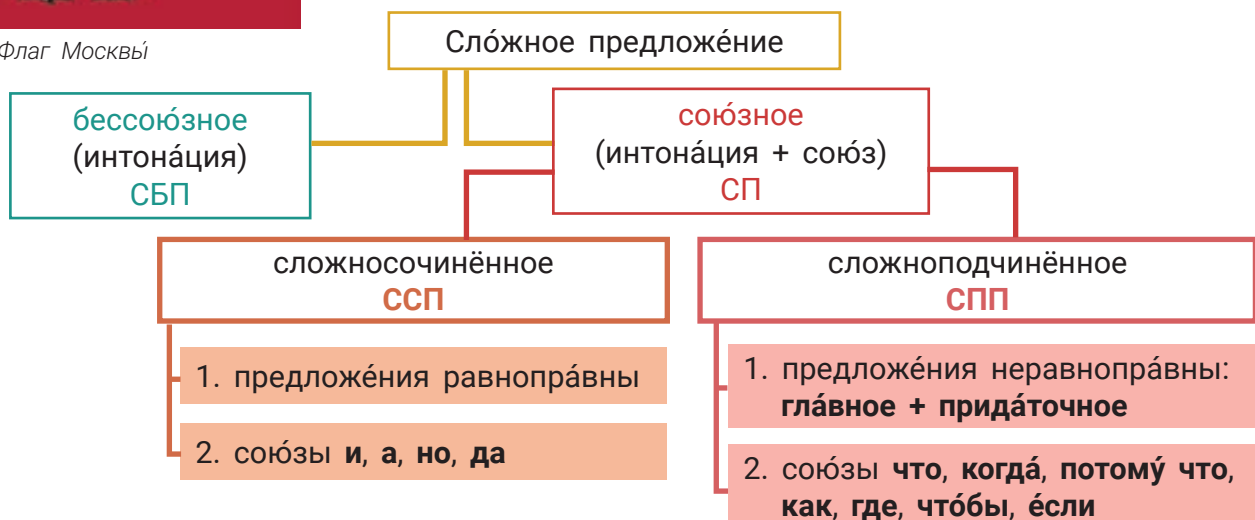 Флаг Москвы́
Сло́жное предложе́ние
бессою́зное
(интона́ция)
СБП
сою́зное
(интона́ция + сою́з)
СП
сложносочинённое
ССП
1. предложе́ния равнопра́вны
2. сою́зы и, а, но, да
сложноподчинённое
СПП
1. предложе́ния неравнопра́вны:
гла́вное + прида́точное
2. сою́зы что, когда́, потому́ что,
как, где, что́бы, е́сли